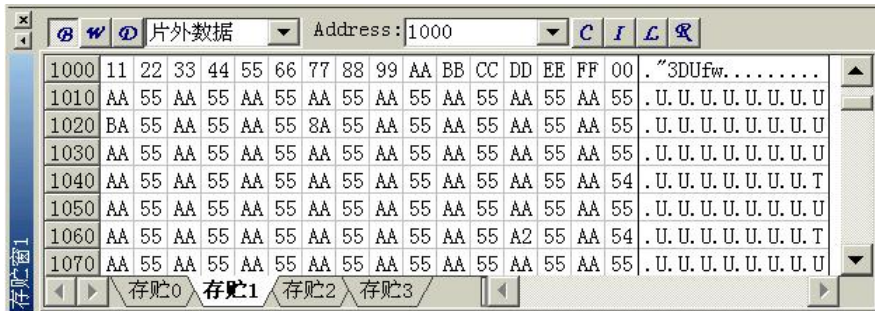 B W D 片外数据 Address: 1000 C I L R
1000 11 22 33 44 55 66 77 88 99 AA BB CC DD EE FF 00 ."3DUfw.........
1010 AA 55 AA 55 AA 55 AA 55 AA 55 AA 55 AA 55 AA 55 .U.U.U.U.U.U.U.U
1020 BA 55 AA 55 AA 55 8A 55 AA 55 AA 55 AA 55 AA 55 .U.U.U.U.U.U.U.U
1030 AA 55 AA 55 AA 55 AA 55 AA 55 AA 55 AA 55 AA 55 .U.U.U.U.U.U.U.U
1040 AA 55 AA 55 AA 55 AA 55 AA 55 AA 55 AA 55 AA 54 .U.U.U.U.U.U.U.T
1050 AA 55 AA 55 AA 55 AA 55 AA 55 AA 55 AA 55 AA 55 .U.U.U.U.U.U.U.U
1060 AA 55 AA 55 AA 55 AA 55 AA 55 AA 55 A2 55 AA 54 .U.U.U.U.U.U.U.T
1070 AA 55 AA 55 AA 55 AA 55 AA 55 AA 55 AA 55 AA 55 .U.U.U.U.U.U.U.U
存贮窗1
存贮0 存贮1 存贮2 存贮3